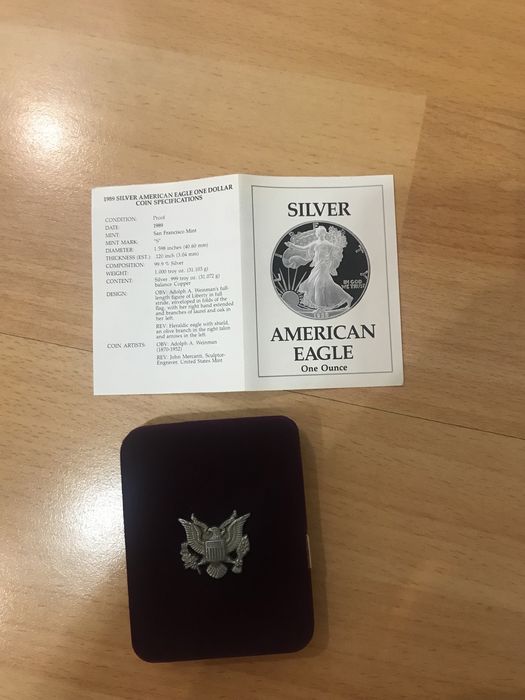 1989 SILVER AMERICAN EAGLE ONE DOLLAR
COIN SPECIFICATIONS
CONDITION: Proof
DATE: 1989
MINT: San Francisco Mint
MINT MARK: "S"
DIAMETER: 1.598 inches (40.60 mm)
THICKNESS (EST.) .120 inch (3.04 mm)
COMPOSITION: 99.9 % Silver
WEIGHT: 1.000 troy oz. (31.103 g)
CONTENT: Silver .999 troy oz. (31.072 g)
balance Copper
DESIGN: OBV: Adolph A. Weinman's full-
length figure of Liberty in full
stride, enveloped in folds of the
flag, with her right hand extended
and branches of laurel and oak in
her left.
REV: Heraldic eagle with shield,
an olive branch in the right talon
and arrows in the left.
COIN ARTISTS: OBV: Adolph A. Weinman
(1870-1952)
REV: John Mercanti, Sculptor-
Engraver, United States Mint
SILVER
IN GOD
WE TRUST
AMERICAN
EAGLE
One Ounce